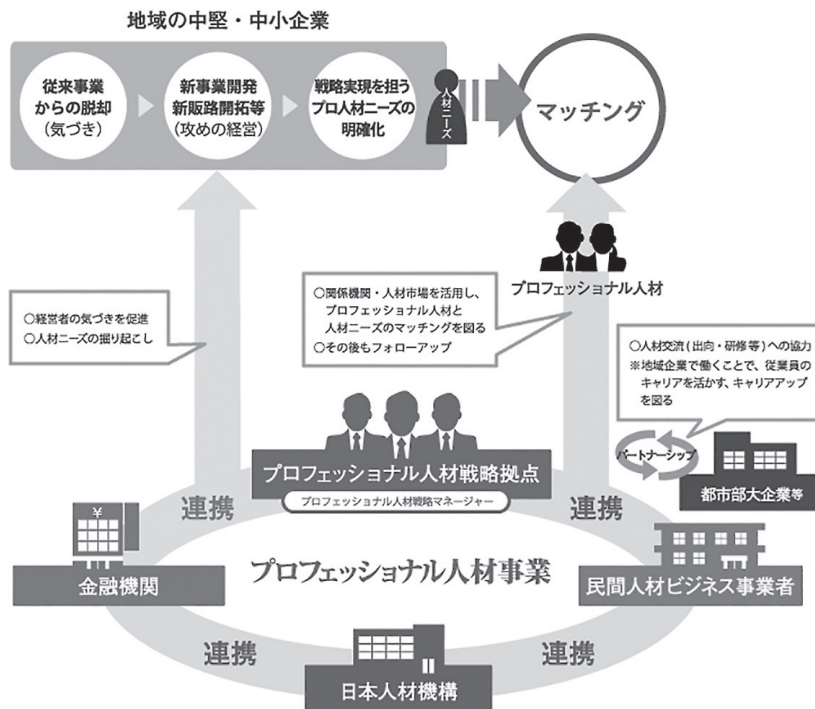 地域の中堅・中小企業
従来事業
からの脱却
（気づき）
新事業開発
新販路開拓等
（攻めの経営）
戦略実現を担う
プロ人材ニーズの
明確化
人材ニーズ
マッチング
プロフェッショナル人材
○経営者の気づきを促進
○人材ニーズの掘り起こし
○関係機関・人材市場を活用し、
プロフェッショナル人材と
人材ニーズのマッチングを図る
○その後もフォローアップ
○人材交流(出向・研修等)への協力
※地域企業で働くことで、従業員の
キャリアを活かす、キャリアアップ
を図る
パートナーシップ
都市部大企業等
プロフェッショナル人材戦略拠点
プロフェッショナル人材戦略マネージャー
連携
連携
¥
金融機関
プロフェッショナル人材事業
民間人材ビジネス事業者
連携
連携
日本人材機構